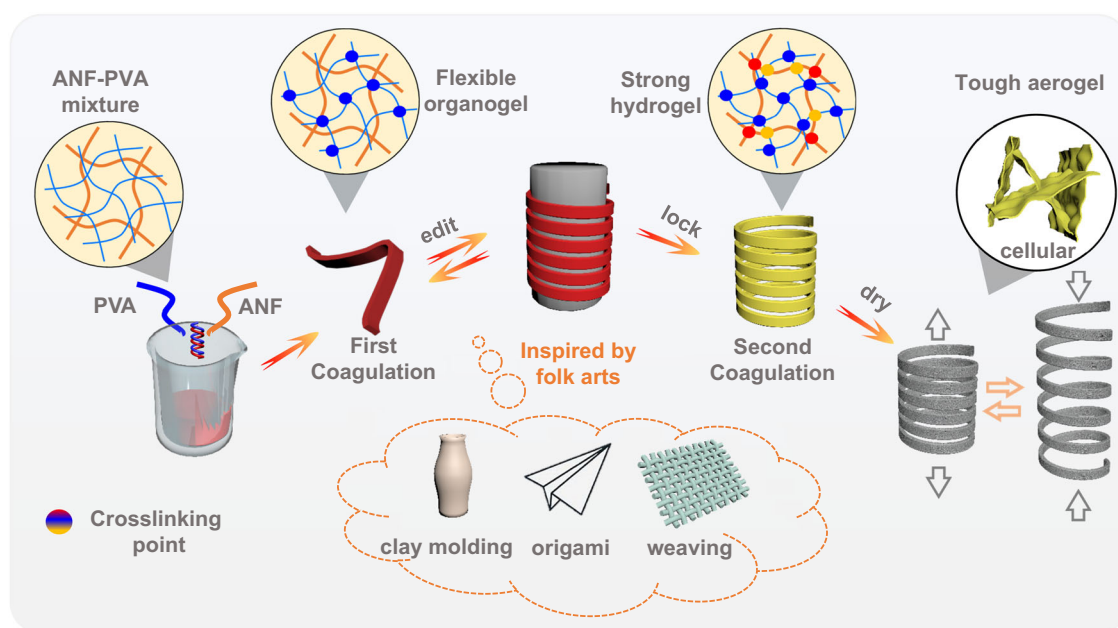 ANF-PVA
mixture
Flexible
organogel
Strong
hydrogel
Tough aerogel
cellular
edit
lock
dry
PVA
ANF
First
Coagulation
Inspired by
folk arts
Second
Coagulation
clay molding
origami
weaving
Crosslinking
point